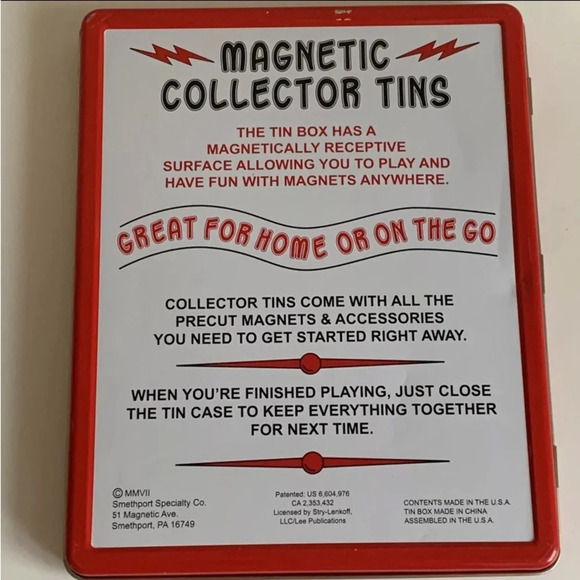 MAGNETIC
COLLECTOR TINS
THE TIN BOX HAS A
MAGNETICALLY RECEPTIVE
SURFACE ALLOWING YOU TO PLAY AND
HAVE FUN WITH MAGNETS ANYWHERE.
GREAT FOR HOME OR ON THE GO
COLLECTOR TINS COME WITH ALL THE
PRECUT MAGNETS & ACCESSORIES
YOU NEED TO GET STARTED RIGHT AWAY.
WHEN YOU'RE FINISHED PLAYING, JUST CLOSE
THE TIN CASE TO KEEP EVERYTHING TOGETHER
FOR NEXT TIME.
© MMVII
Smethport Specialty Co.
51 Magnetic Ave.
Smethport, PA 16749
Patented: US 6,604,976
CA 2,353,432
Licensed by Stry-Lenkoff,
LLC/Lee Publications
CONTENTS MADE IN THE U.S.A.
TIN BOX MADE IN CHINA
ASSEMBLED IN THE U.S.A.